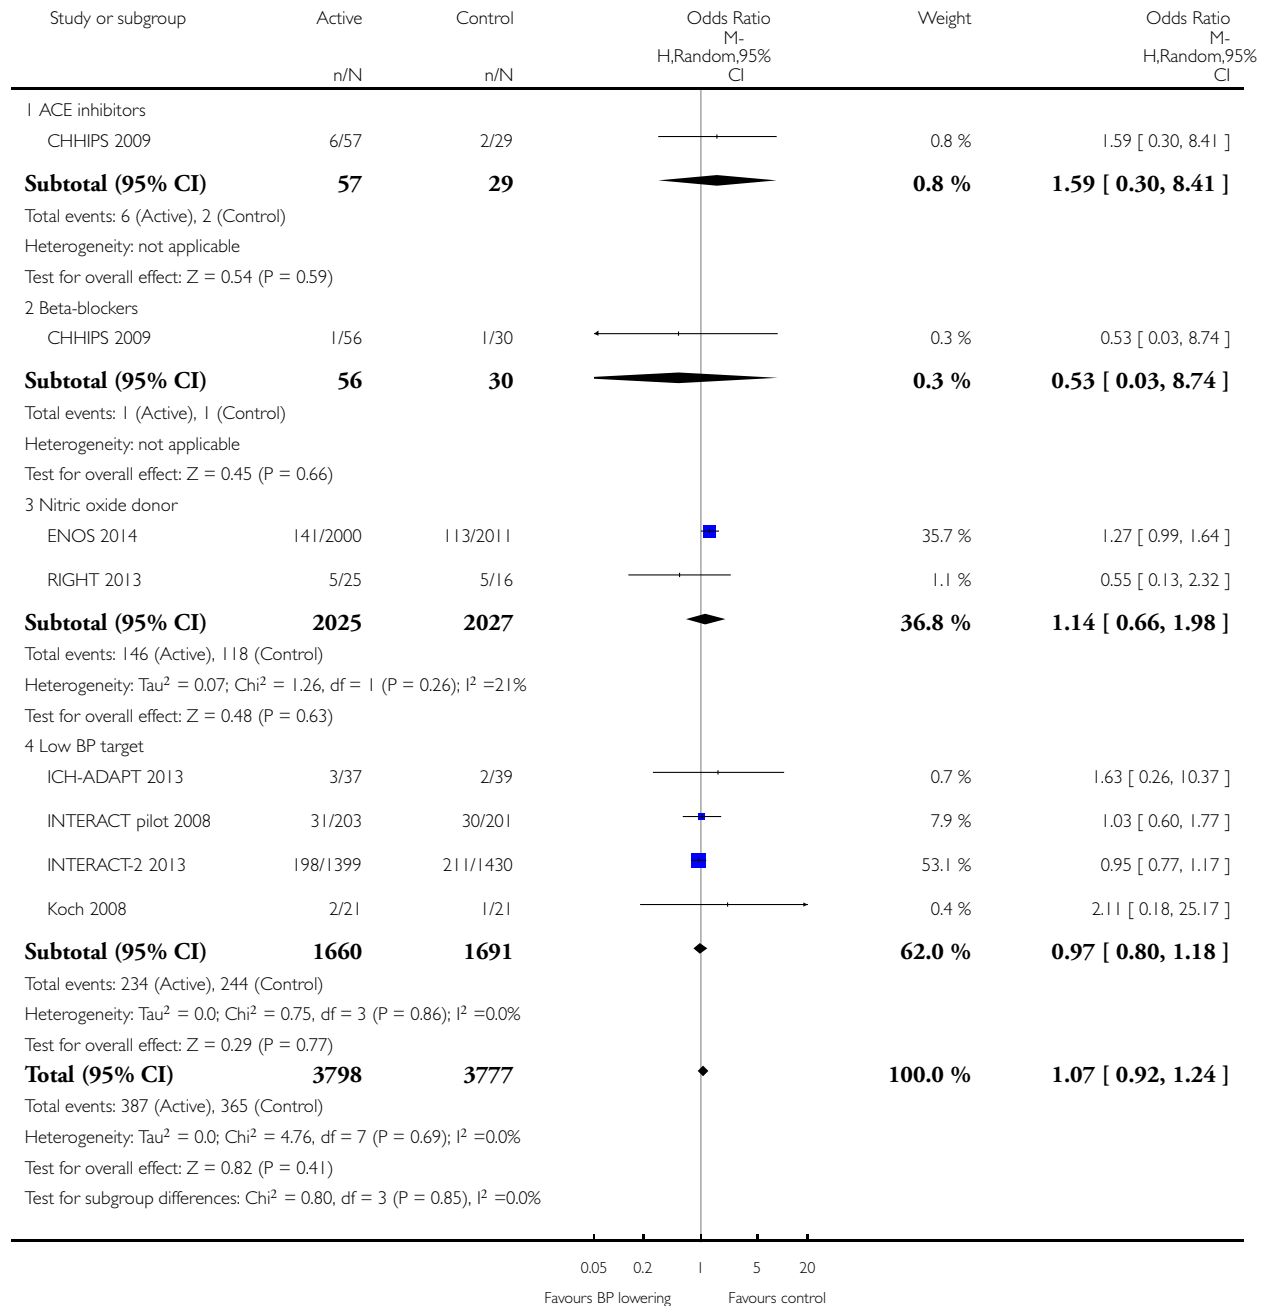 Study or subgroup Active Control Odds Ratio Weight Odds Ratio
M- M-
H,Random,95% H,Random,95%
n/N n/N CI CI
1 ACE inhibitors
CHHIPS 2009 6/57 2/29 0.8 % 1.59 [ 0.30, 8.41 ]
Subtotal (95% CI) 57 29 0.8 % 1.59 [ 0.30, 8.41 ]
Total events: 6 (Active), 2 (Control)
Heterogeneity: not applicable
Test for overall effect: Z = 0.54 (P = 0.59)
2 Beta-blockers
CHHIPS 2009 1/56 1/30 0.3 % 0.53 [ 0.03, 8.74 ]
Subtotal (95% CI) 56 30 0.3 % 0.53 [ 0.03, 8.74 ]
Total events: 1 (Active), 1 (Control)
Heterogeneity: not applicable
Test for overall effect: Z = 0.45 (P = 0.66)
3 Nitric oxide donor
ENOS 2014 141/2000 113/2011 35.7 % 1.27 [ 0.99, 1.64 ]
RIGHT 2013 5/25 5/16 1.1 % 0.55 [ 0.13, 2.32 ]
Subtotal (95% CI) 2025 2027 36.8 % 1.14 [ 0.66, 1.98 ]
Total events: 146 (Active), 118 (Control)
Heterogeneity: Tau² = 0.07; Chi² = 1.26, df = 1 (P = 0.26); I² =21%
Test for overall effect: Z = 0.48 (P = 0.63)
4 Low BP target
ICH-ADAPT 2013 3/37 2/39 0.7 % 1.63 [ 0.26, 10.37 ]
INTERACT pilot 2008 31/203 30/201 7.9 % 1.03 [ 0.60, 1.77 ]
INTERACT-2 2013 198/1399 211/1430 53.1 % 0.95 [ 0.77, 1.17 ]
Koch 2008 2/21 1/21 0.4 % 2.11 [ 0.18, 25.17 ]
Subtotal (95% CI) 1660 1691 62.0 % 0.97 [ 0.80, 1.18 ]
Total events: 234 (Active), 244 (Control)
Heterogeneity: Tau² = 0.0; Chi² = 0.75, df = 3 (P = 0.86); I² =0.0%
Test for overall effect: Z = 0.29 (P = 0.77)
Total (95% CI) 3798 3777 100.0 % 1.07 [ 0.92, 1.24 ]
Total events: 387 (Active), 365 (Control)
Heterogeneity: Tau² = 0.0; Chi² = 4.76, df = 7 (P = 0.69); I² =0.0%
Test for overall effect: Z = 0.82 (P = 0.41)
Test for subgroup differences: Chi² = 0.80, df = 3 (P = 0.85), I² =0.0%
0.05 0.2 1 5 20
Favours BP lowering Favours control